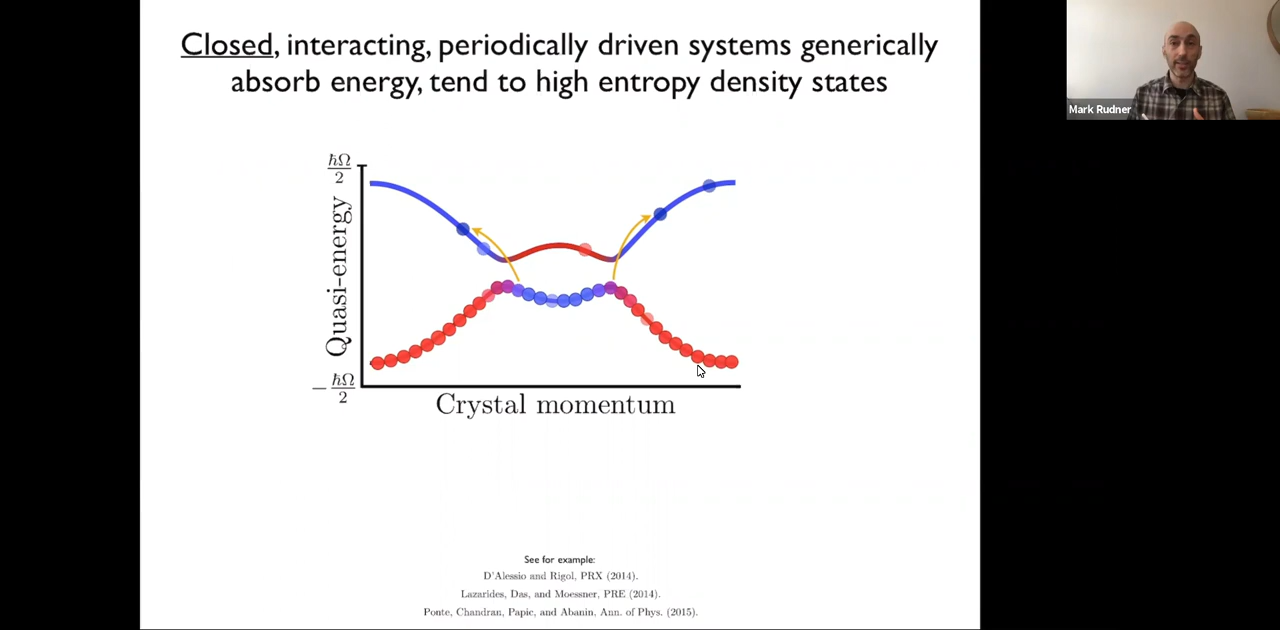 Closed, interacting, periodically driven systems generically
absorb energy, tend to high entropy density states
Mark Rudner
ħΩ
2
Quasi-energy
− ħΩ
2
Crystal momentum
See for example:
D'Alessio and Rigol, PRX (2014).
Lazarides, Das, and Moessner, PRE (2014).
Ponte, Chandran, Papic, and Abanin, Ann. of Phys. (2015).